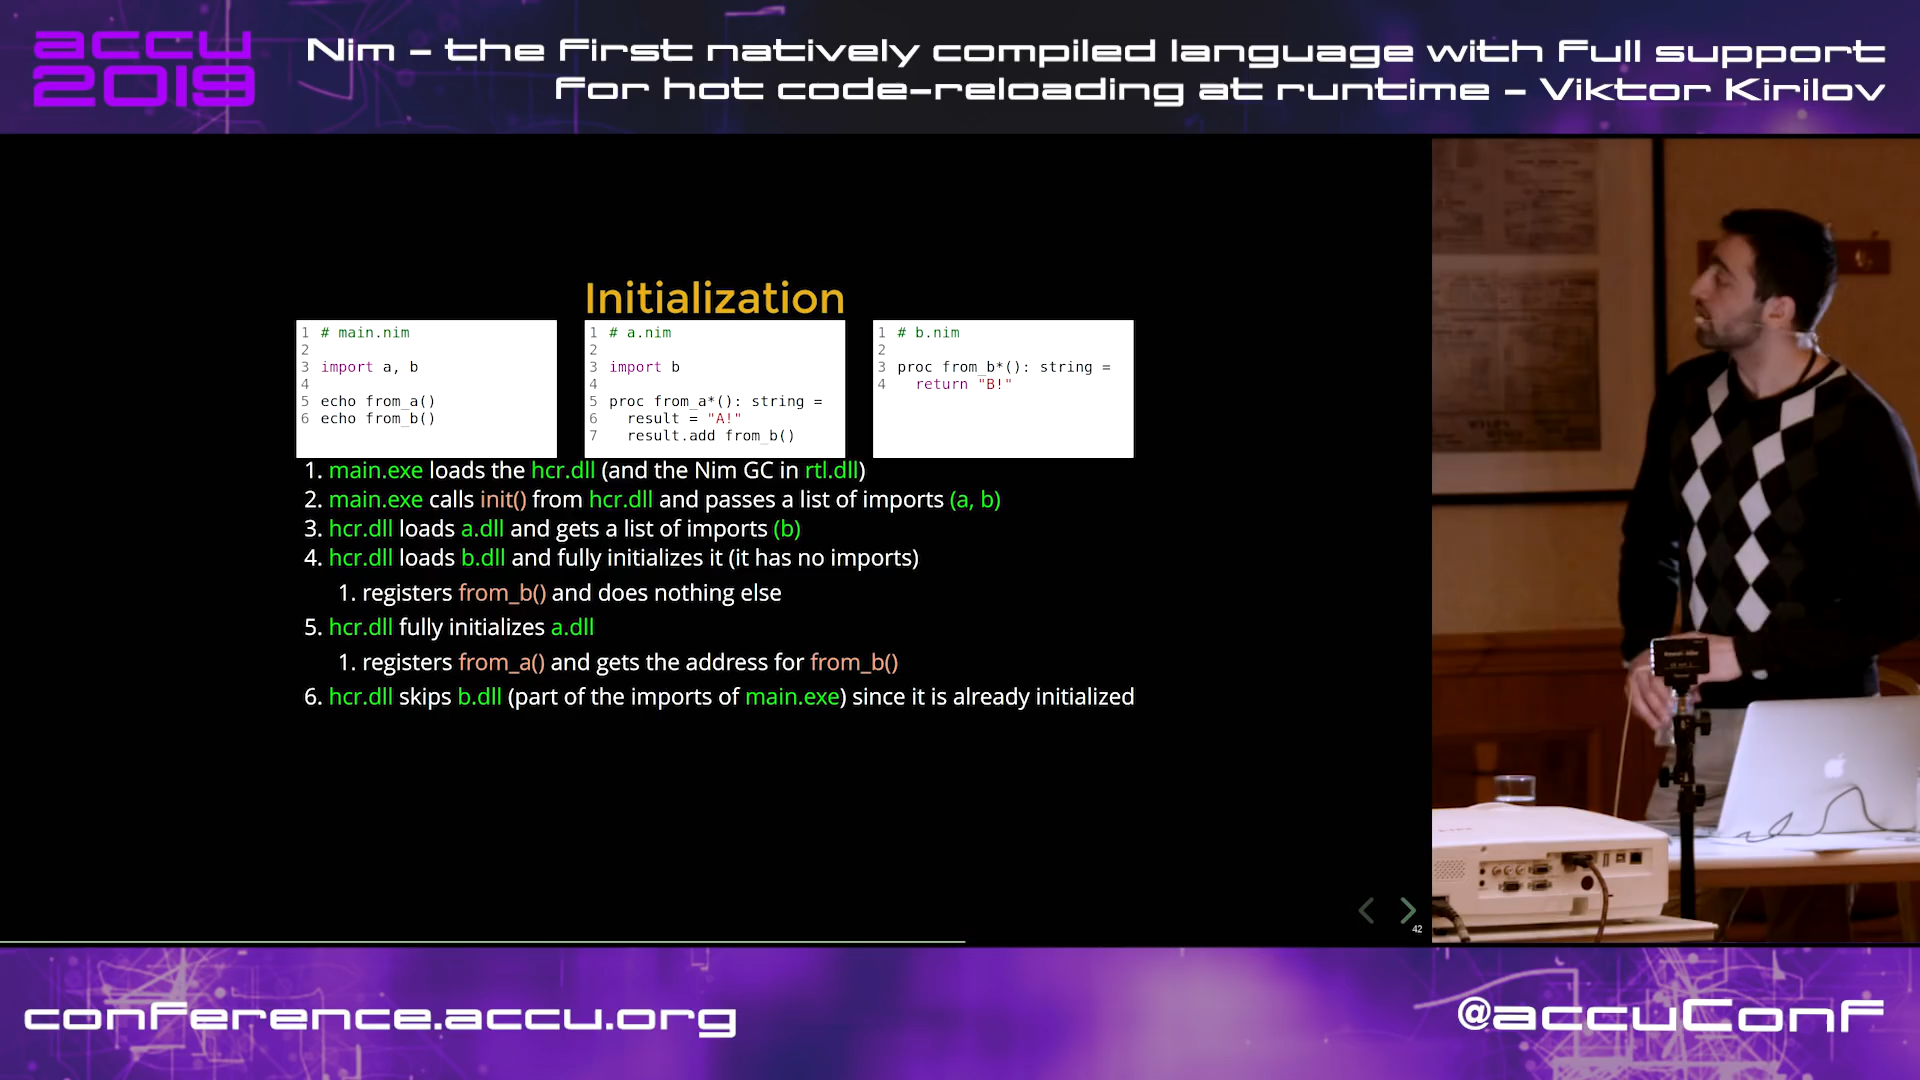 accu
2019
Nim - the first natively compiled language with full support
for hot code-reloading at runtime - Viktor Kirilov
Initialization
1 # main.nim
2
3 import a, b
4
5 echo from_a()
6 echo from_b()
1 # a.nim
2
3 import b
4
5 proc from_a*(): string =
6 result = "A!"
7 result.add from_b()
1 # b.nim
2
3 proc from_b*(): string =
4 return "B!"
1. main.exe loads the hcr.dll (and the Nim GC in rtl.dll)
2. main.exe calls init() from hcr.dll and passes a list of imports (a, b)
3. hcr.dll loads a.dll and gets a list of imports (b)
4. hcr.dll loads b.dll and fully initializes it (it has no imports)
1. registers from_b() and does nothing else
5. hcr.dll fully initializes a.dll
1. registers from_a() and gets the address for from_b()
6. hcr.dll skips b.dll (part of the imports of main.exe) since it is already initialized
42
conference.accu.org
@accuConf